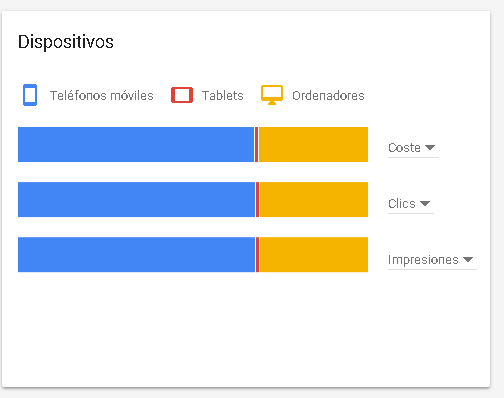 Dispositivos
Teléfonos móviles Tablets Ordenadores
Coste
Clics
Impresiones